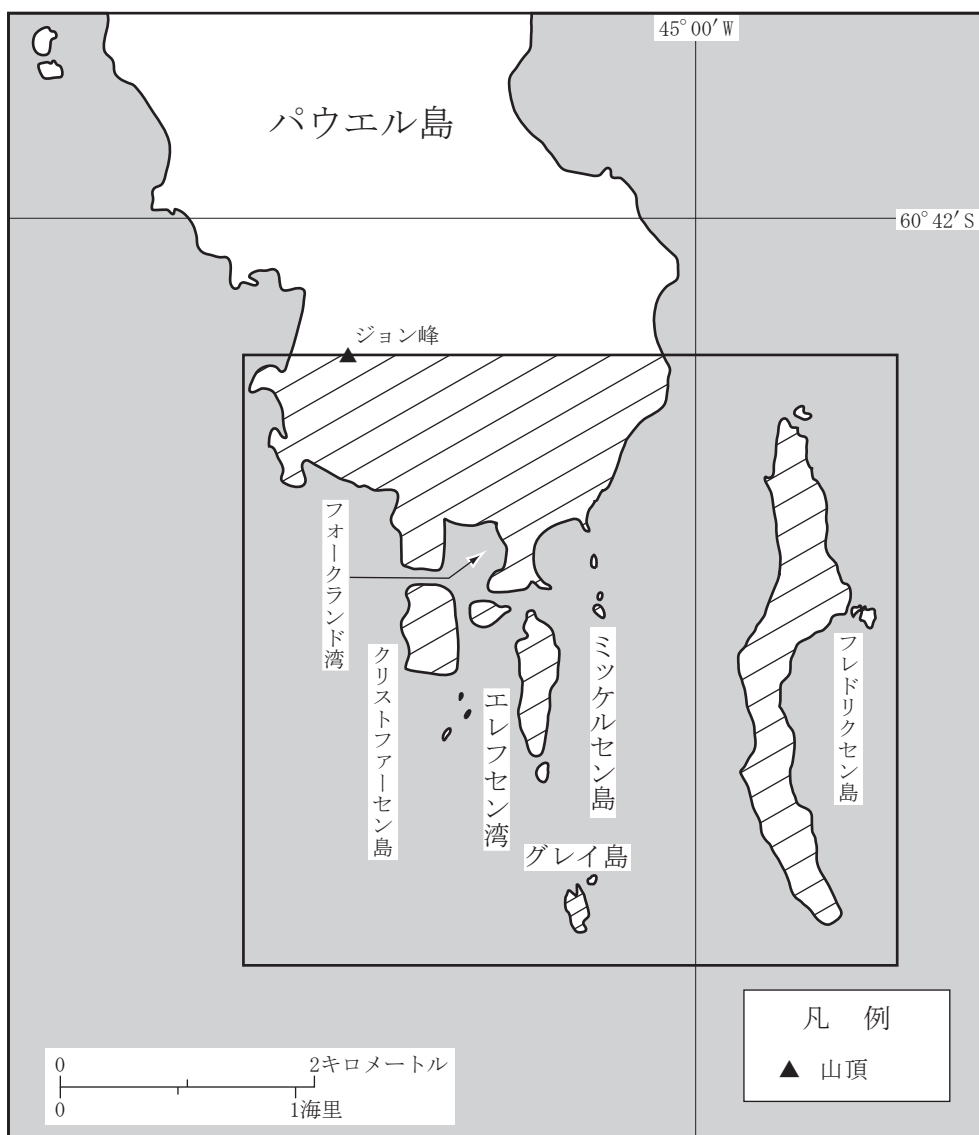 45°00′W
パウエル島
60°42′S
ジョン峰
フォークランド湾
クリストファーセン島
エレフセン湾
ミッケルセン島
フレドリクセン島
グレイ島
凡 例
▲ 山頂
0 2キロメートル
0 1海里